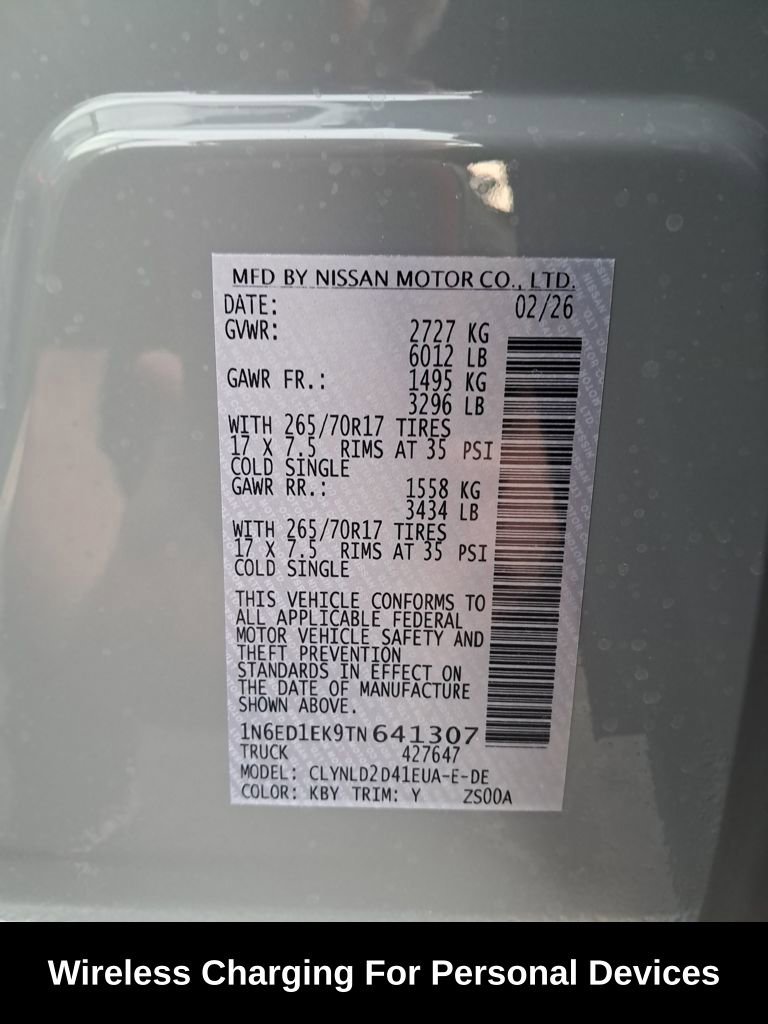 MFD BY NISSAN MOTOR CO., LTD.
DATE: 02/26
GVWR: 2727 KG
6012 LB
GAWR FR.: 1495 KG
3296 LB
WITH 265/70R17 TIRES
17 X 7.5 RIMS AT 35 PSI
COLD SINGLE
GAWR RR.: 1558 KG
3434 LB
WITH 265/70R17 TIRES
17 X 7.5 RIMS AT 35 PSI
COLD SINGLE
THIS VEHICLE CONFORMS TO
ALL APPLICABLE FEDERAL
MOTOR VEHICLE SAFETY AND
THEFT PREVENTION
STANDARDS IN EFFECT ON
THE DATE OF MANUFACTURE
SHOWN ABOVE.
1N6ED1EK9TN641307
TRUCK 427647
MODEL: CLYNLD2D41EUA-E-DE
COLOR: KBY TRIM: Y ZS00A
Wireless Charging For Personal Devices